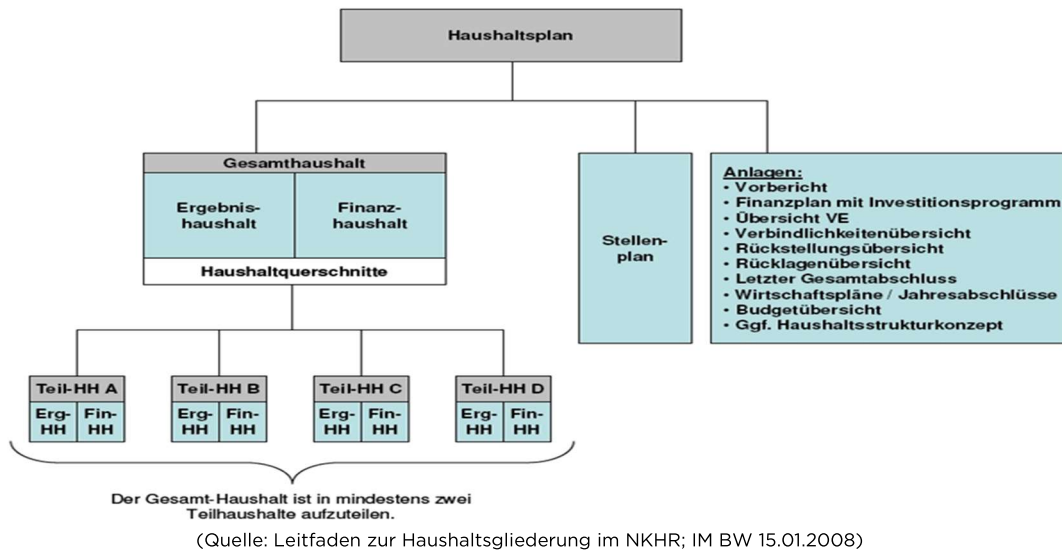 Haushaltsplan
Gesamthaushalt
Ergebnis-
haushalt
Finanz-
haushalt
Haushaltquerschnitte
Stellen-
plan
Anlagen:
• Vorbericht
• Finanzplan mit Investitionsprogramm
• Übersicht VE
• Verbindlichkeitenübersicht
• Rückstellungsübersicht
• Rücklagenübersicht
• Letzter Gesamtabschluss
• Wirtschaftspläne / Jahresabschlüsse
• Budgetübersicht
• Ggf. Haushaltsstrukturkonzept
Teil-HH A
Erg-
HH
Fin-
HH
Teil-HH B
Erg-
HH
Fin-
HH
Teil-HH C
Erg-
HH
Fin-
HH
Teil-HH D
Erg-
HH
Fin-
HH
Der Gesamt-Haushalt ist in mindestens zwei
Teilhaushalte aufzuteilen.
(Quelle: Leitfaden zur Haushaltsgliederung im NKHR; IM BW 15.01.2008)